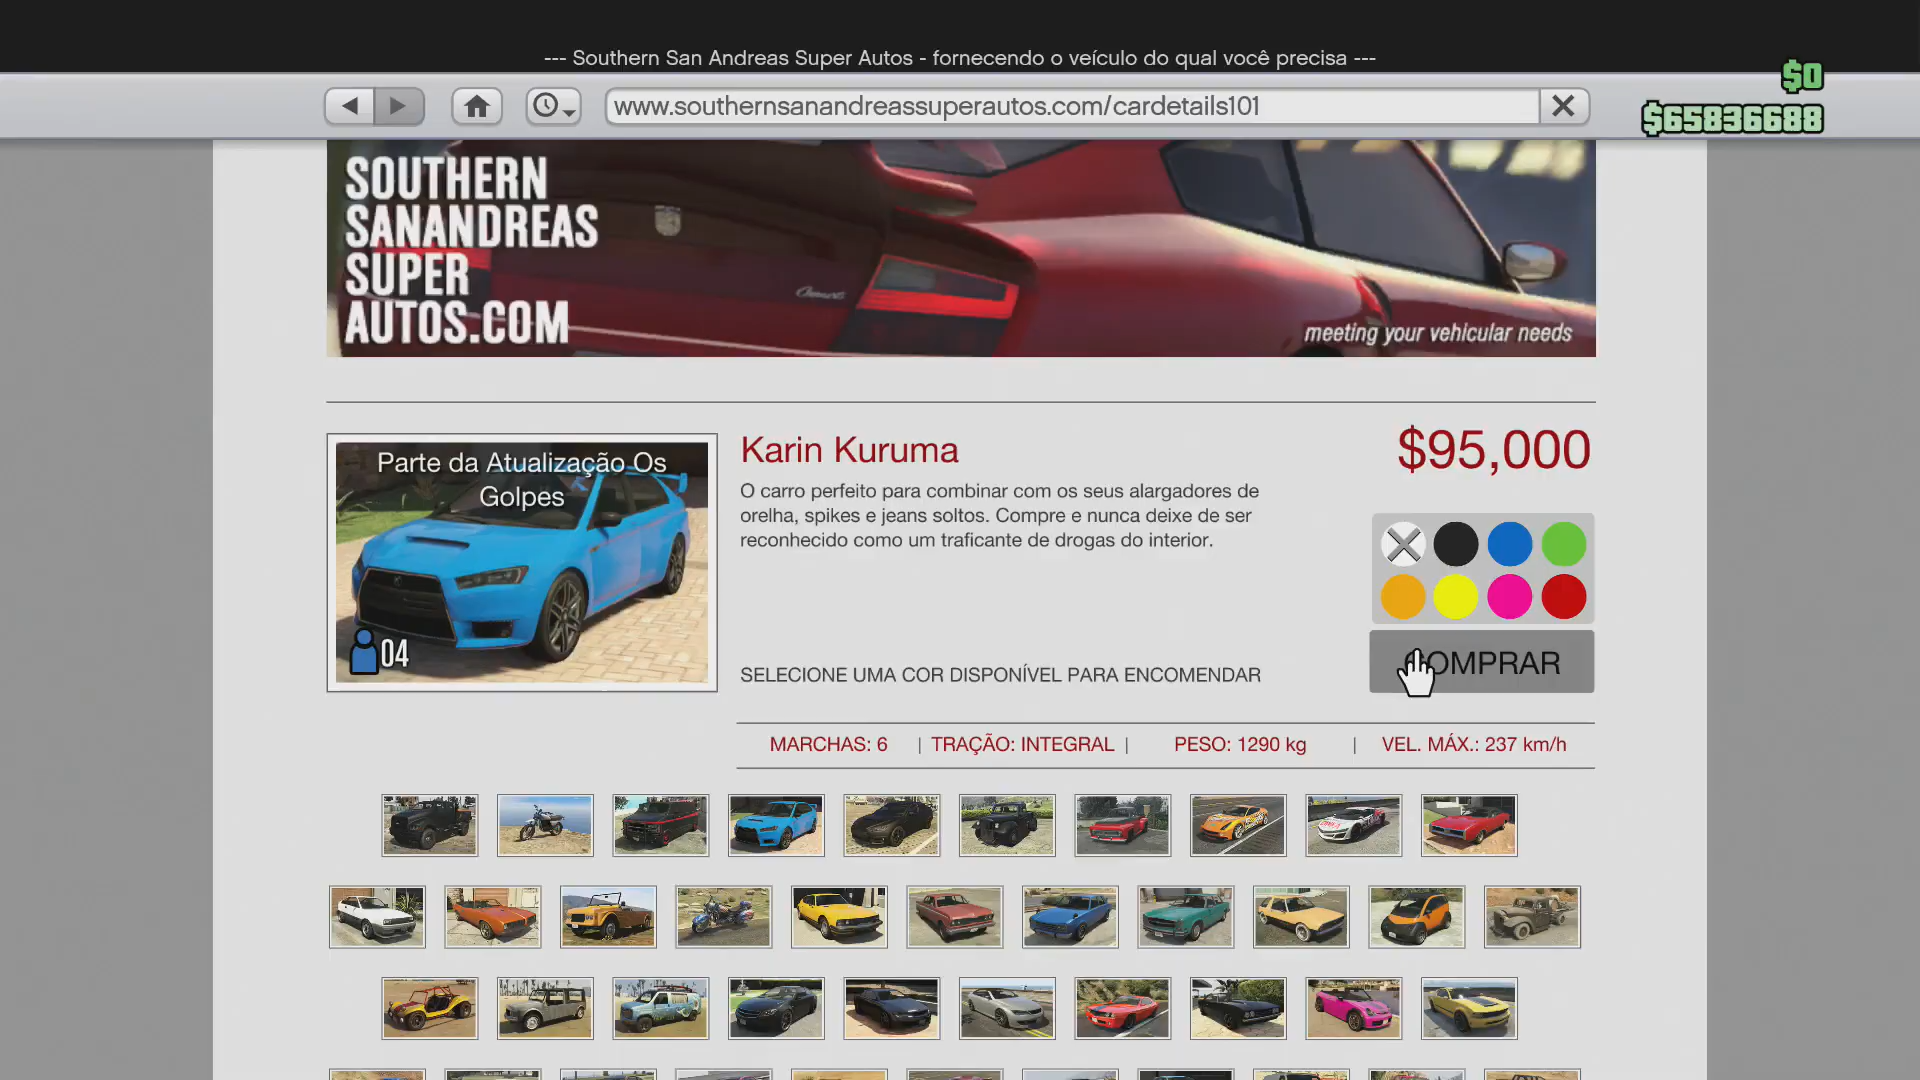 --- Southern San Andreas Super Autos - fornecendo o veículo do qual você precisa ---
$0
www.southernsanandreassuperautos.com/cardetails101
$65836688
SOUTHERN
SANANDREAS
SUPER
AUTOS.COM
meeting your vehicular needs
Parte da Atualização Os
Golpes
04
Karin Kuruma
$95,000
O carro perfeito para combinar com os seus alargadores de
orelha, spikes e jeans soltos. Compre e nunca deixe de ser
reconhecido como um traficante de drogas do interior.
SELECIONE UMA COR DISPONÍVEL PARA ENCOMENDAR
COMPRAR
MARCHAS: 6 | TRAÇÃO: INTEGRAL | PESO: 1290 kg | VEL. MÁX.: 237 km/h